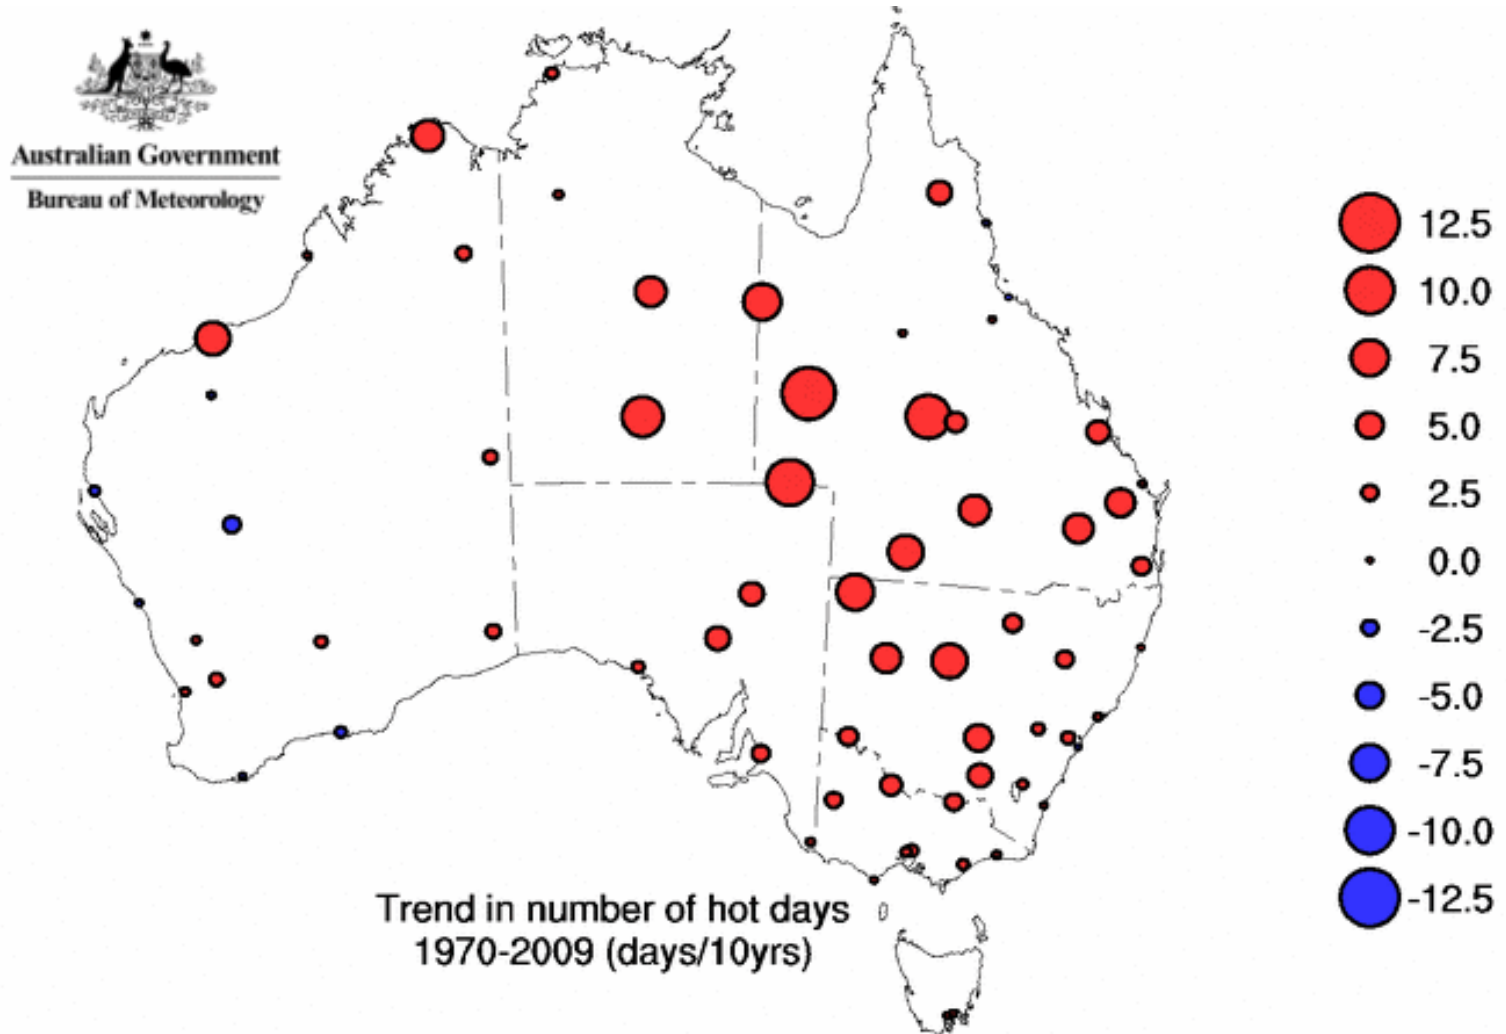 Australian Government
Bureau of Meteorology
12.5
10.0
7.5
5.0
2.5
0.0
-2.5
-5.0
-7.5
-10.0
-12.5
Trend in number of hot days
1970-2009 (days/10yrs)